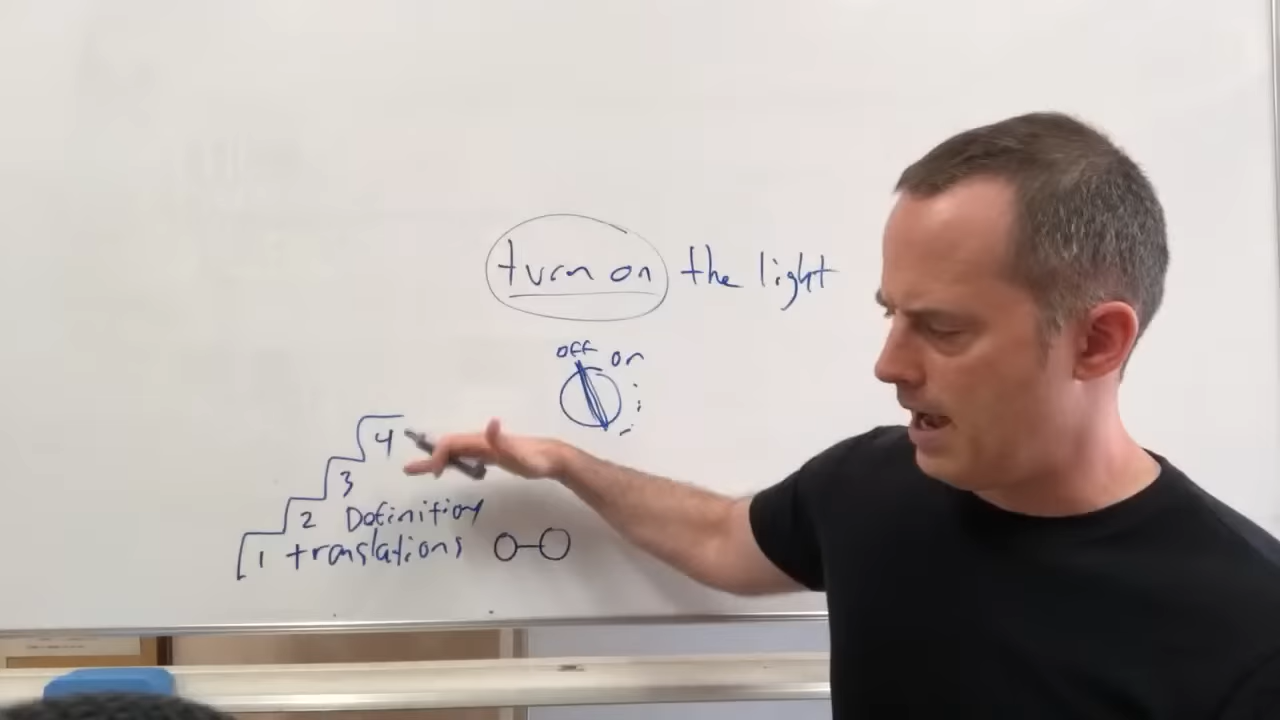 turn on the light
off on
4
3
2 Definition
1 translations